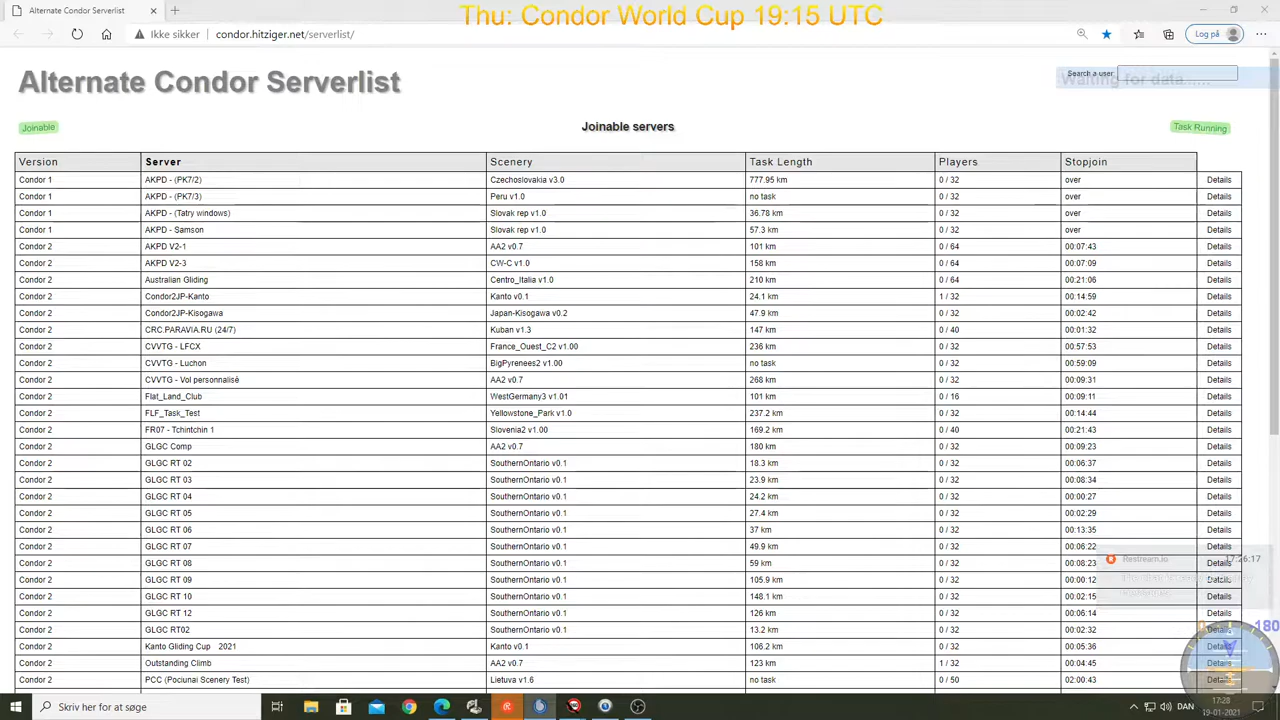 Alternate Condor Serverlist
Thu: Condor World Cup 19:15 UTC
Ikke sikker condor.hitziger.net/serverlist/ Log på
Alternate Condor Serverlist
Search a user
Waiting for data......
Joinable Joinable servers Task Running
Version Server Scenery Task Length Players Stopjoin
Condor 1 AKPD - (PK7/2) Czechoslovakia v3.0 777.95 km 0 / 32 over Details
Condor 1 AKPD - (PK7/3) Peru v1.0 no task 0 / 32 over Details
Condor 1 AKPD - (Tatry windows) Slovak rep v1.0 36.78 km 0 / 32 over Details
Condor 1 AKPD - Samson Slovak rep v1.0 57.3 km 0 / 32 over Details
Condor 2 AKPD V2-1 AA2 v0.7 101 km 0 / 64 00:07:43 Details
Condor 2 AKPD V2-3 CW-C v1.0 158 km 0 / 64 00:07:09 Details
Condor 2 Australian Gliding Centro_Italia v1.0 210 km 0 / 64 00:21:06 Details
Condor 2 Condor2JP-Kanto Kanto v0.1 24.1 km 1 / 32 00:14:59 Details
Condor 2 Condor2JP-Kisogawa Japan-Kisogawa v0.2 47.9 km 0 / 32 00:02:42 Details
Condor 2 CRC.PARAVIA.RU (24/7) Kuban v1.3 147 km 0 / 40 00:01:32 Details
Condor 2 CVVTG - LFCX France_Ouest_C2 v1.00 236 km 0 / 32 00:57:53 Details
Condor 2 CVVTG - Luchon BigPyrenees2 v1.00 no task 0 / 32 00:59:09 Details
Condor 2 CVVTG - Vol personnalisé AA2 v0.7 268 km 0 / 32 00:09:31 Details
Condor 2 Flat_Land_Club WestGermany3 v1.01 101 km 0 / 16 00:09:11 Details
Condor 2 FLF_Task_Test Yellowstone_Park v1.0 237.2 km 0 / 32 00:14:44 Details
Condor 2 FR07 - Tchintchin 1 Slovenia2 v1.00 169.2 km 0 / 40 00:21:43 Details
Condor 2 GLGC Comp AA2 v0.7 180 km 0 / 32 00:09:23 Details
Condor 2 GLGC RT 02 SouthernOntario v0.1 18.3 km 0 / 32 00:06:37 Details
Condor 2 GLGC RT 03 SouthernOntario v0.1 23.9 km 0 / 32 00:08:34 Details
Condor 2 GLGC RT 04 SouthernOntario v0.1 24.2 km 0 / 32 00:00:27 Details
Condor 2 GLGC RT 05 SouthernOntario v0.1 27.4 km 0 / 32 00:02:29 Details
Condor 2 GLGC RT 06 SouthernOntario v0.1 37 km 0 / 32 00:13:35 Details
Condor 2 GLGC RT 07 SouthernOntario v0.1 49.9 km 0 / 32 00:06:22 Details
Restream.io 17:26:17
Condor 2 GLGC RT 08 SouthernOntario v0.1 59 km 0 / 32 00:08:23 Details
Condor 2 GLGC RT 09 SouthernOntario v0.1 105.9 km 0 / 32 00:00:12 Details
Condor 2 GLGC RT 10 SouthernOntario v0.1 148.1 km 0 / 32 00:02:15 Details
Condor 2 GLGC RT 12 SouthernOntario v0.1 126 km 0 / 32 00:06:14 Details
Condor 2 GLGC RT02 SouthernOntario v0.1 13.2 km 0 / 32 00:02:32 Details
0 180
Condor 2 Kanto Gliding Cup 2021 Kanto v0.1 106.2 km 0 / 32 00:05:36 Details
Condor 2 Outstanding Climb AA2 v0.7 123 km 1 / 32 00:04:45 Details
Condor 2 PCC (Pociunai Scenery Test) Lietuva v1.6 no task 0 / 50 02:00:43 Details
Skriv her for at søge DAN 17:28
19-01-2021